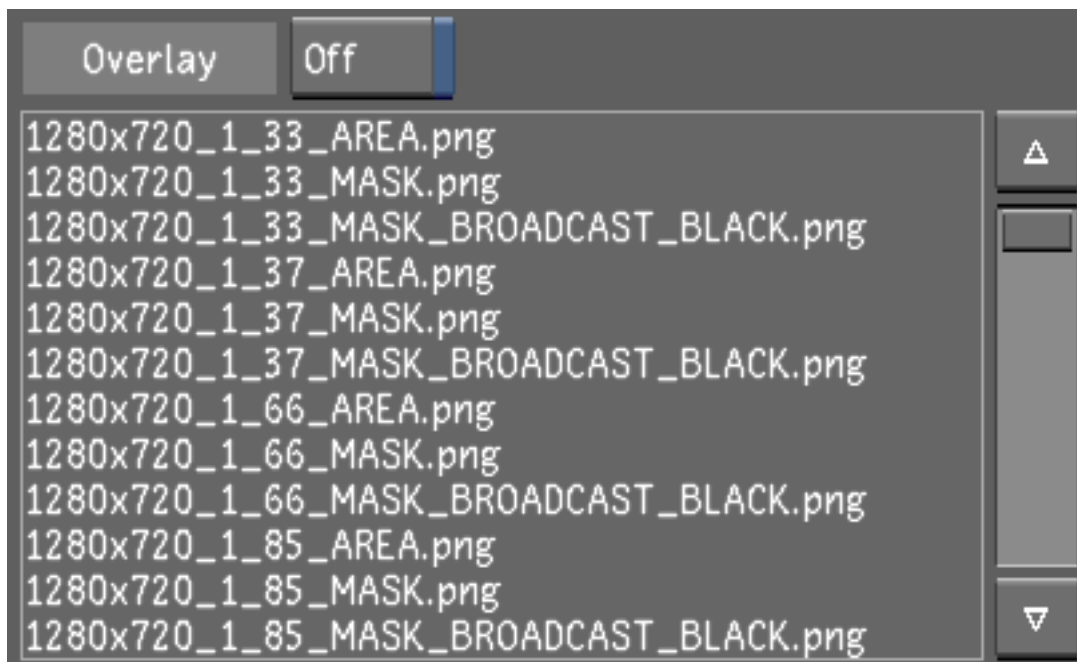 Overlay Off
1280x720_1_33_AREA.png
1280x720_1_33_MASK.png
1280x720_1_33_MASK_BROADCAST_BLACK.png
1280x720_1_37_AREA.png
1280x720_1_37_MASK.png
1280x720_1_37_MASK_BROADCAST_BLACK.png
1280x720_1_66_AREA.png
1280x720_1_66_MASK.png
1280x720_1_66_MASK_BROADCAST_BLACK.png
1280x720_1_85_AREA.png
1280x720_1_85_MASK.png
1280x720_1_85_MASK_BROADCAST_BLACK.png